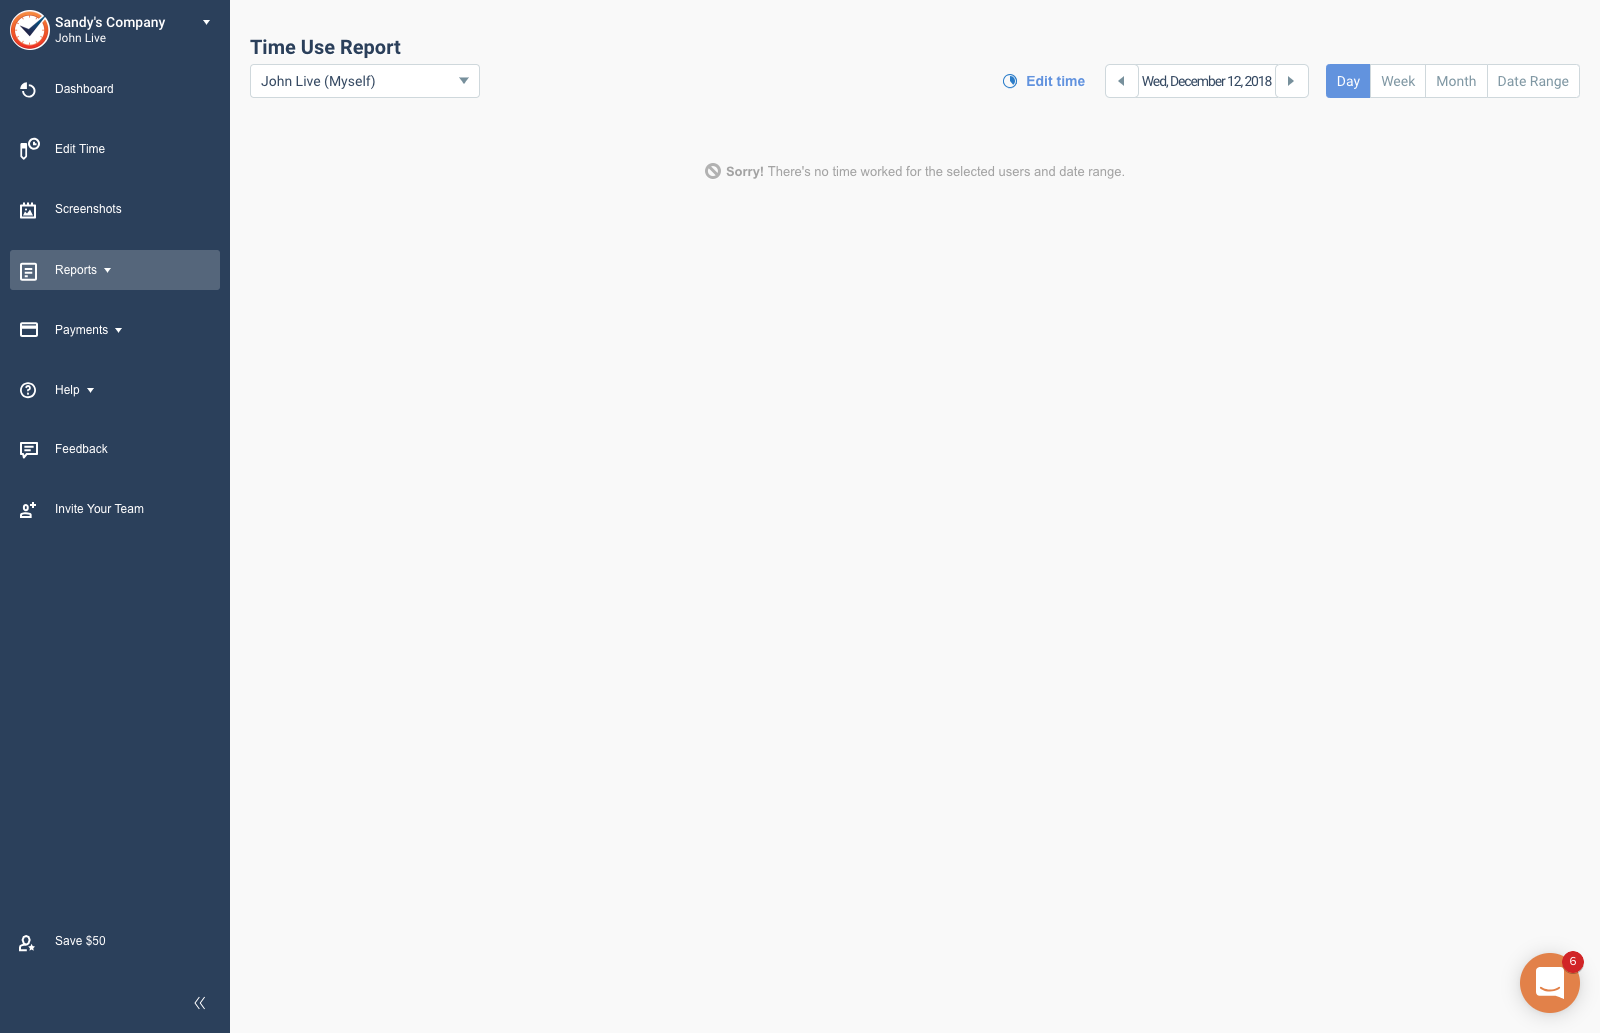 Sandy's Company
John Live
Dashboard
Edit Time
Screenshots
Reports
Payments
Help
Feedback
Invite Your Team
Save $50
Time Use Report
John Live (Myself)
Edit time
Wed, December 12, 2018
Day Week Month Date Range
Sorry! There's no time worked for the selected users and date range.
6